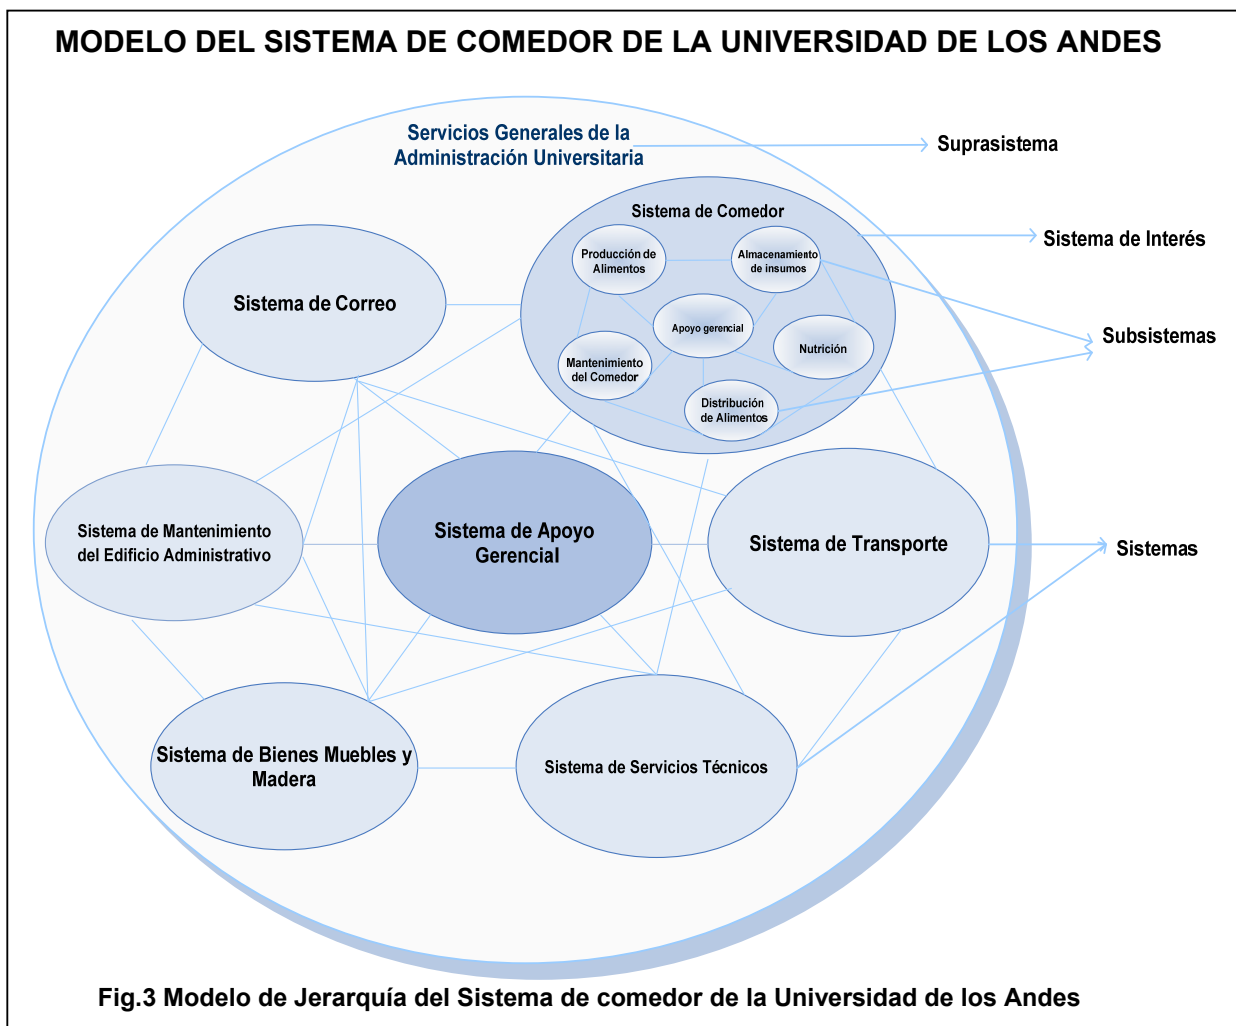 MODELO DEL SISTEMA DE COMEDOR DE LA UNIVERSIDAD DE LOS ANDES
Servicios Generales de la
Administración Universitaria
Suprasistema
Sistema de Comedor
Sistema de Interés
Producción de
Alimentos
Almacenamiento
de insumos
Sistema de Correo
Apoyo gerencial
Subsistemas
Nutrición
Mantenimiento
del Comedor
Distribución
de Alimentos
Sistema de Mantenimiento
del Edificio Administrativo
Sistema de Apoyo
Gerencial
Sistema de Transporte
Sistemas
Sistema de Bienes Muebles y
Madera
Sistema de Servicios Técnicos
Fig.3 Modelo de Jerarquía del Sistema de comedor de la Universidad de los Andes